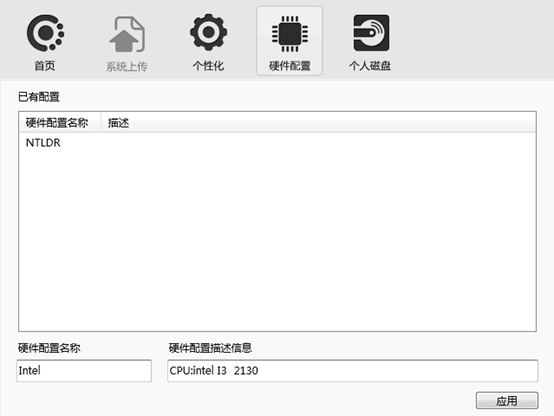 首页 系统上传 个性化 硬件配置 个人磁盘
已有配置
硬件配置名称 描述
NTLDR
硬件配置名称 硬件配置描述信息
Intel CPU:intel I3 2130
应用